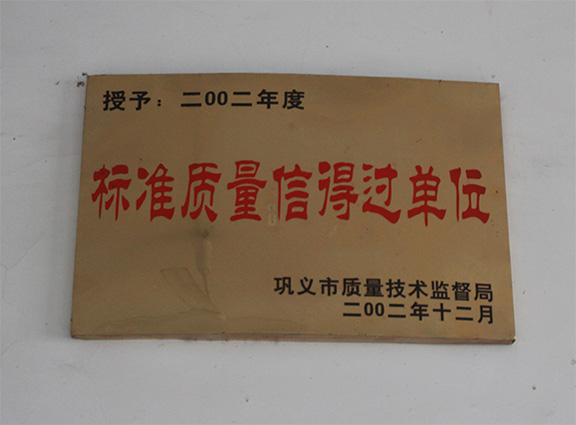 授予：二00二年度
标准质量信得过单位
巩义市质量技术监督局
二00二年十二月